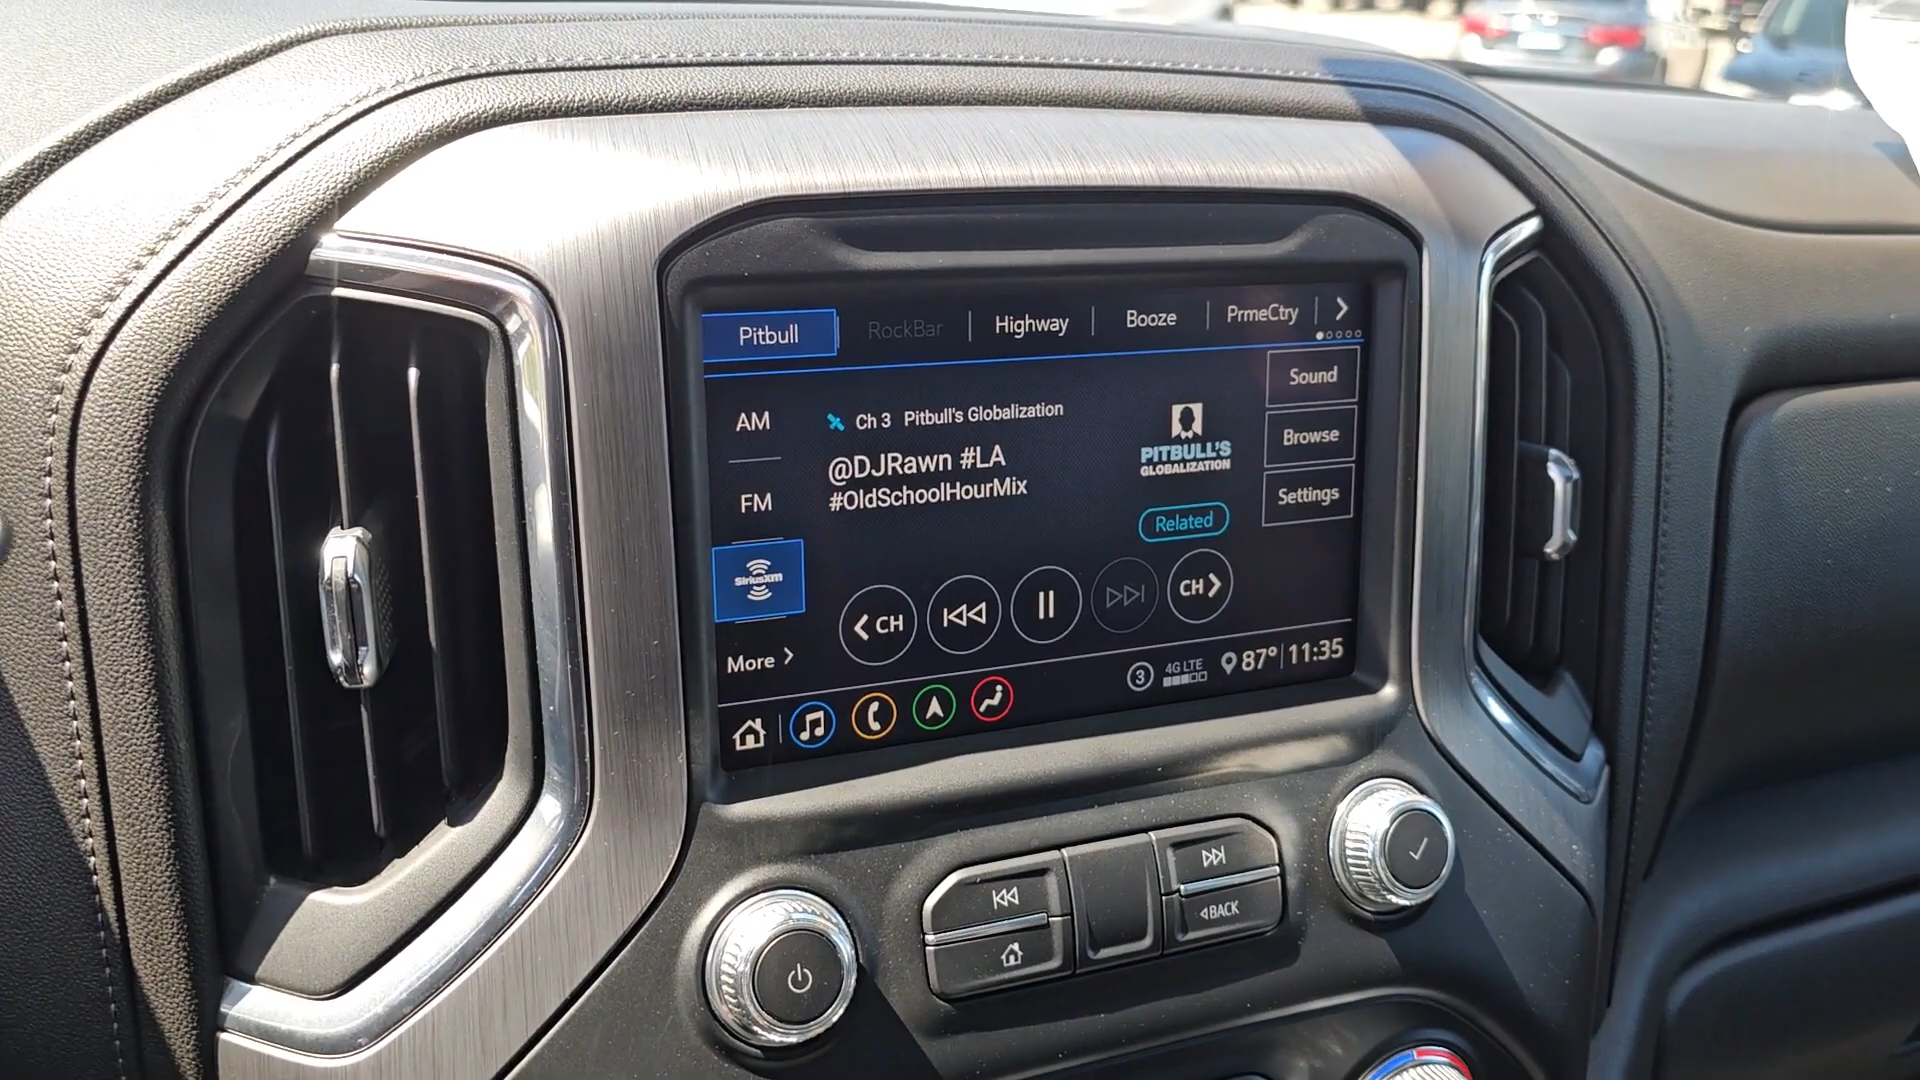 Pitbull RockBar Highway Booze PrmeCtry
AM
Ch 3 Pitbull's Globalization
@DJRawn #LA
#OldSchoolHourMix
PITBULL'S
GLOBALIZATION
Related
Sound
Browse
Settings
FM
SiriusXM
More
CH
CH
3
4G LTE
87° 11:35
BACK